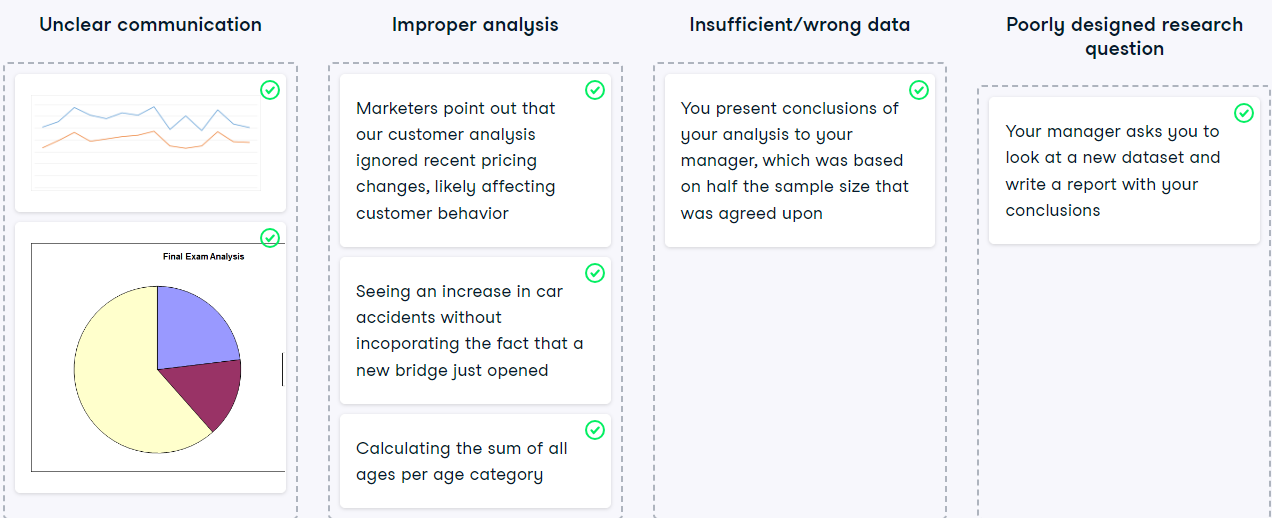 Unclear communication
Final Exam Analysis
Improper analysis
Marketers point out that
our customer analysis
ignored recent pricing
changes, likely affecting
customer behavior
Seeing an increase in car
accidents without
incoporating the fact that a
new bridge just opened
Calculating the sum of all
ages per age category
Insufficient/wrong data
You present conclusions of
your analysis to your
manager, which was based
on half the sample size that
was agreed upon
Poorly designed research
question
Your manager asks you to
look at a new dataset and
write a report with your
conclusions